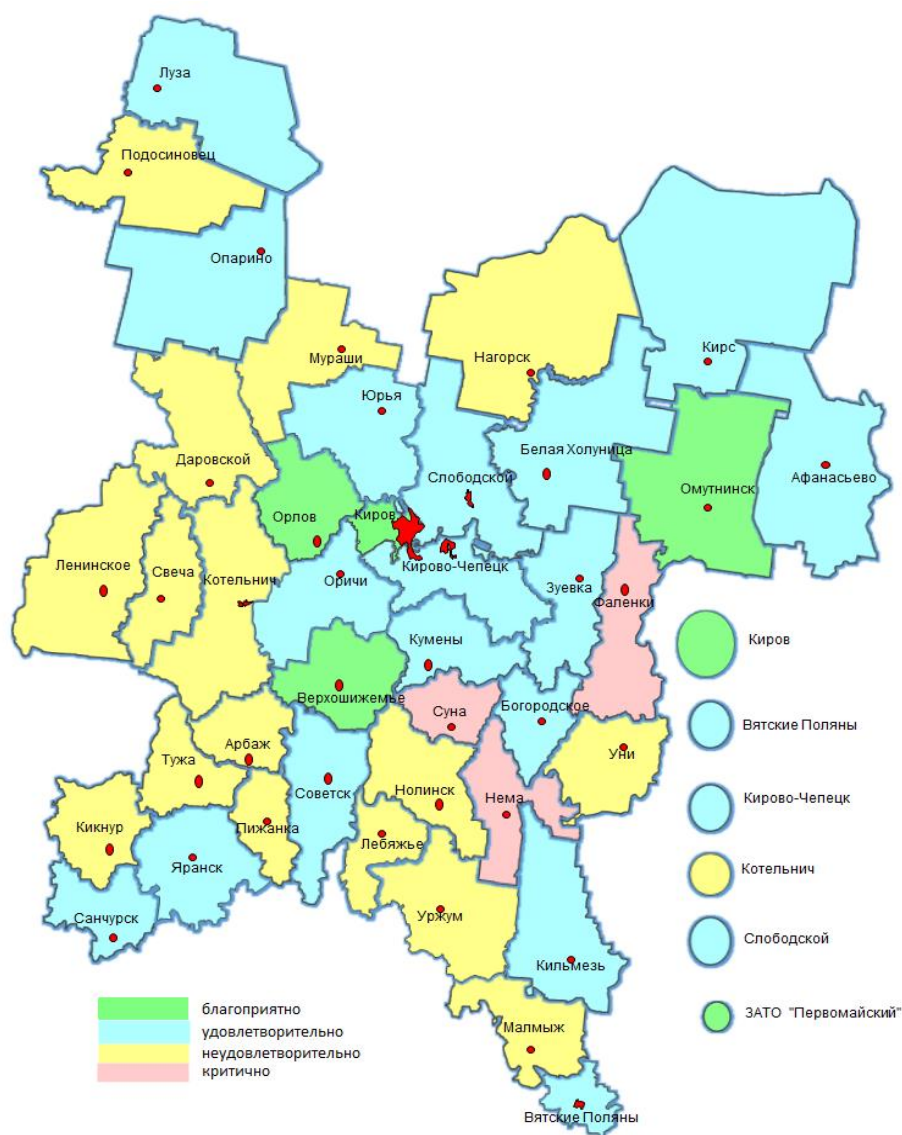 Луза
Подосиновец
Опарино
Мураши
Нагорск
Кирс
Юрья
Даровской
Слободской
Белая Холуница
Афанасьево
Омутнинск
Орлов
Киров
Кирово-Чепецк
Ленинское
Свеча
Котельнич
Оричи
Зуевка
Фаленки
Киров
Кумены
Верхошижемье
Суна
Богородское
Вятские Поляны
Арбаж
Уни
Тужа
Советск
Нолинск
Нема
Кирово-Чепецк
Кикнур
Пижанка
Лебяжье
Яранск
Котельнич
Санчурск
Уржум
Слободской
Кильмезь
ЗАТО "Первомайский"
благоприятно
удовлетворительно
неудовлетворительно
критично
Малмыж
Вятские Поляны